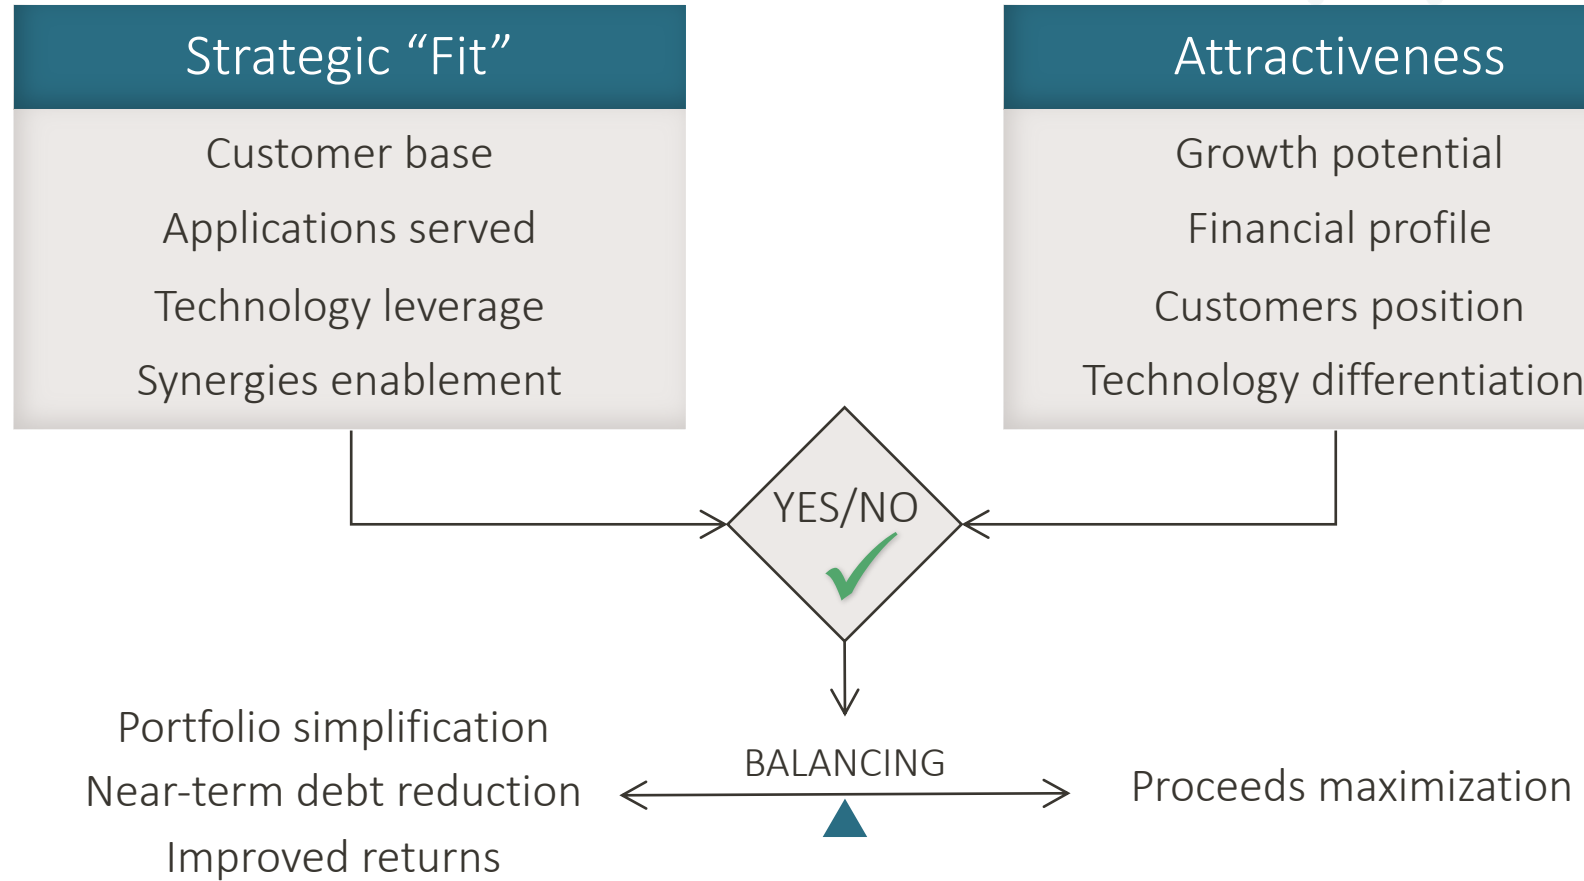 Strategic “Fit”
Customer base
Applications served
Technology leverage
Synergies enablement
Attractiveness
Growth potential
Financial profile
Customers position
Technology differentiation
YES/NO
BALANCING
Portfolio simplification
Near-term debt reduction
Improved returns
Proceeds maximization